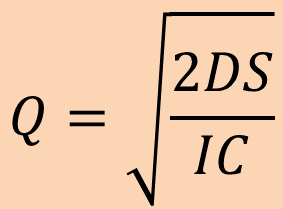 Q = √(2DS/IC)